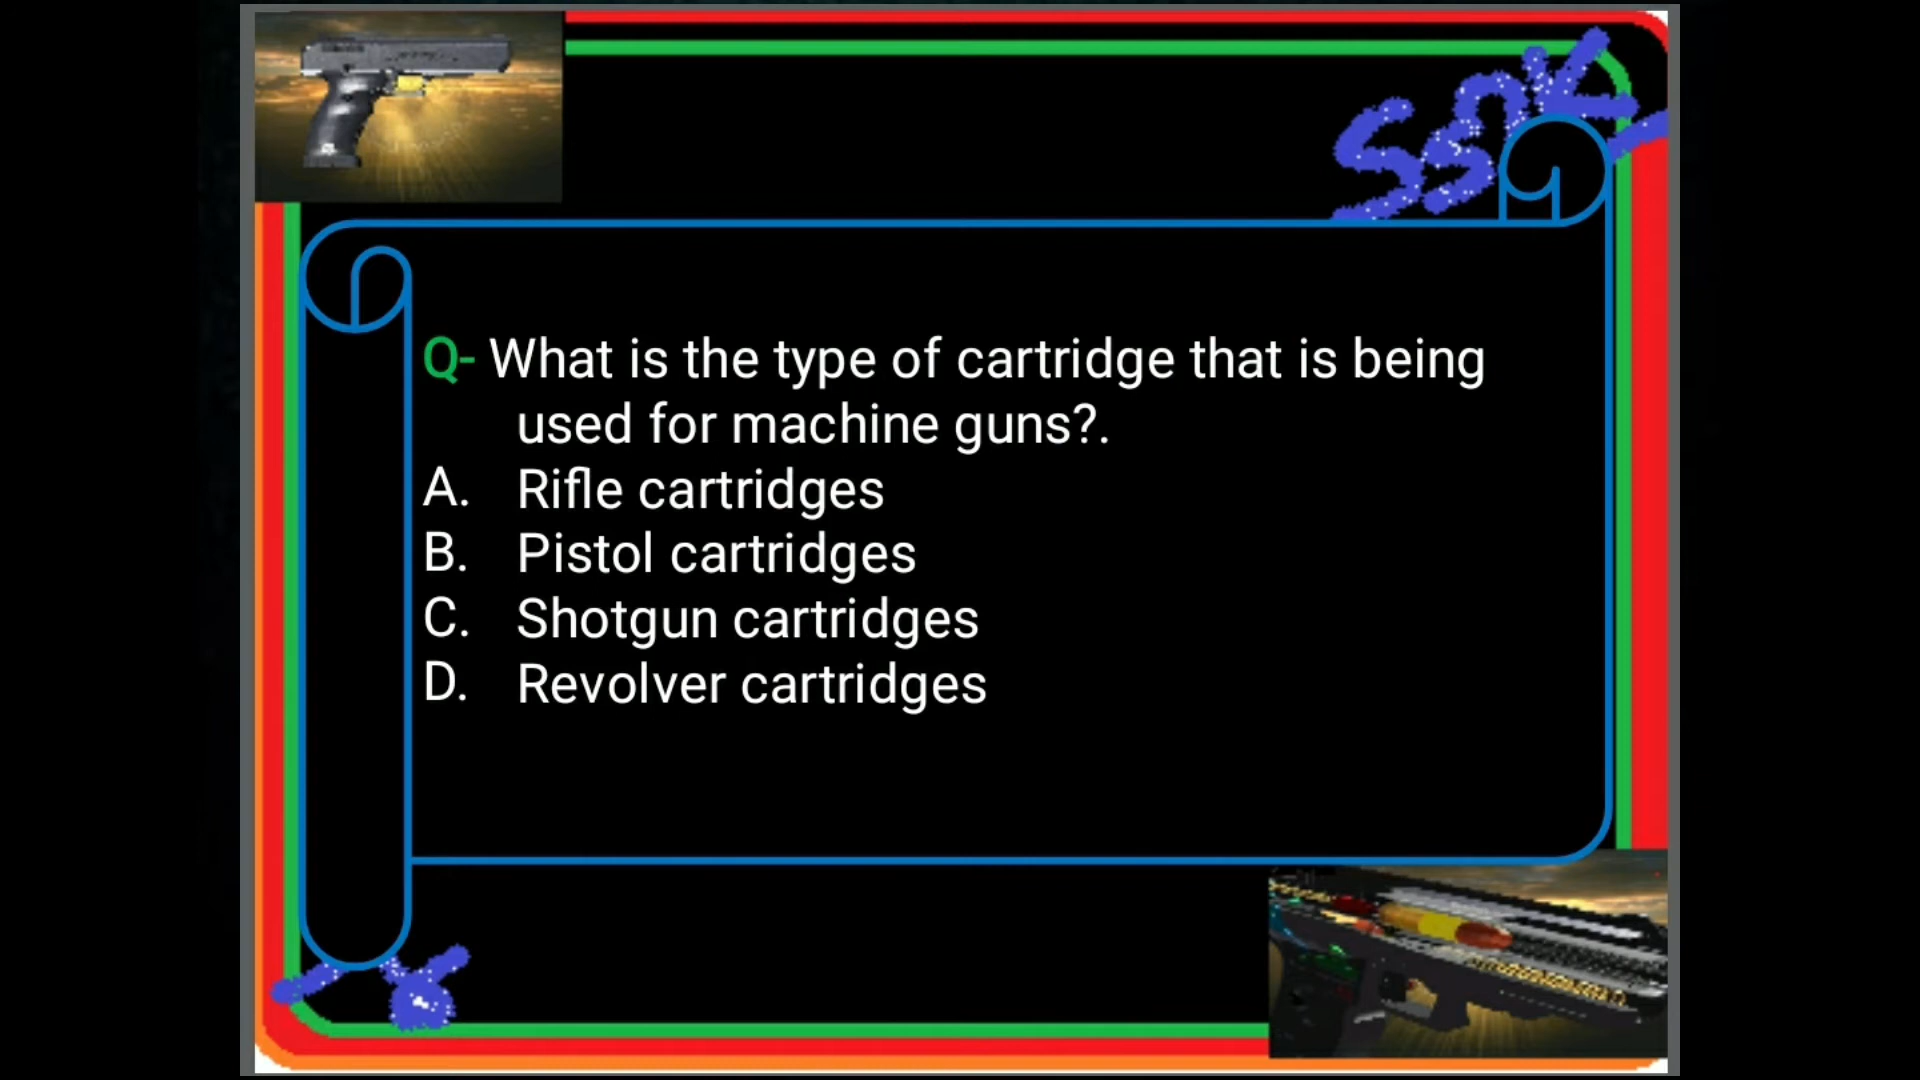 Q- What is the type of cartridge that is being
used for machine guns?.
A. Rifle cartridges
B. Pistol cartridges
C. Shotgun cartridges
D. Revolver cartridges